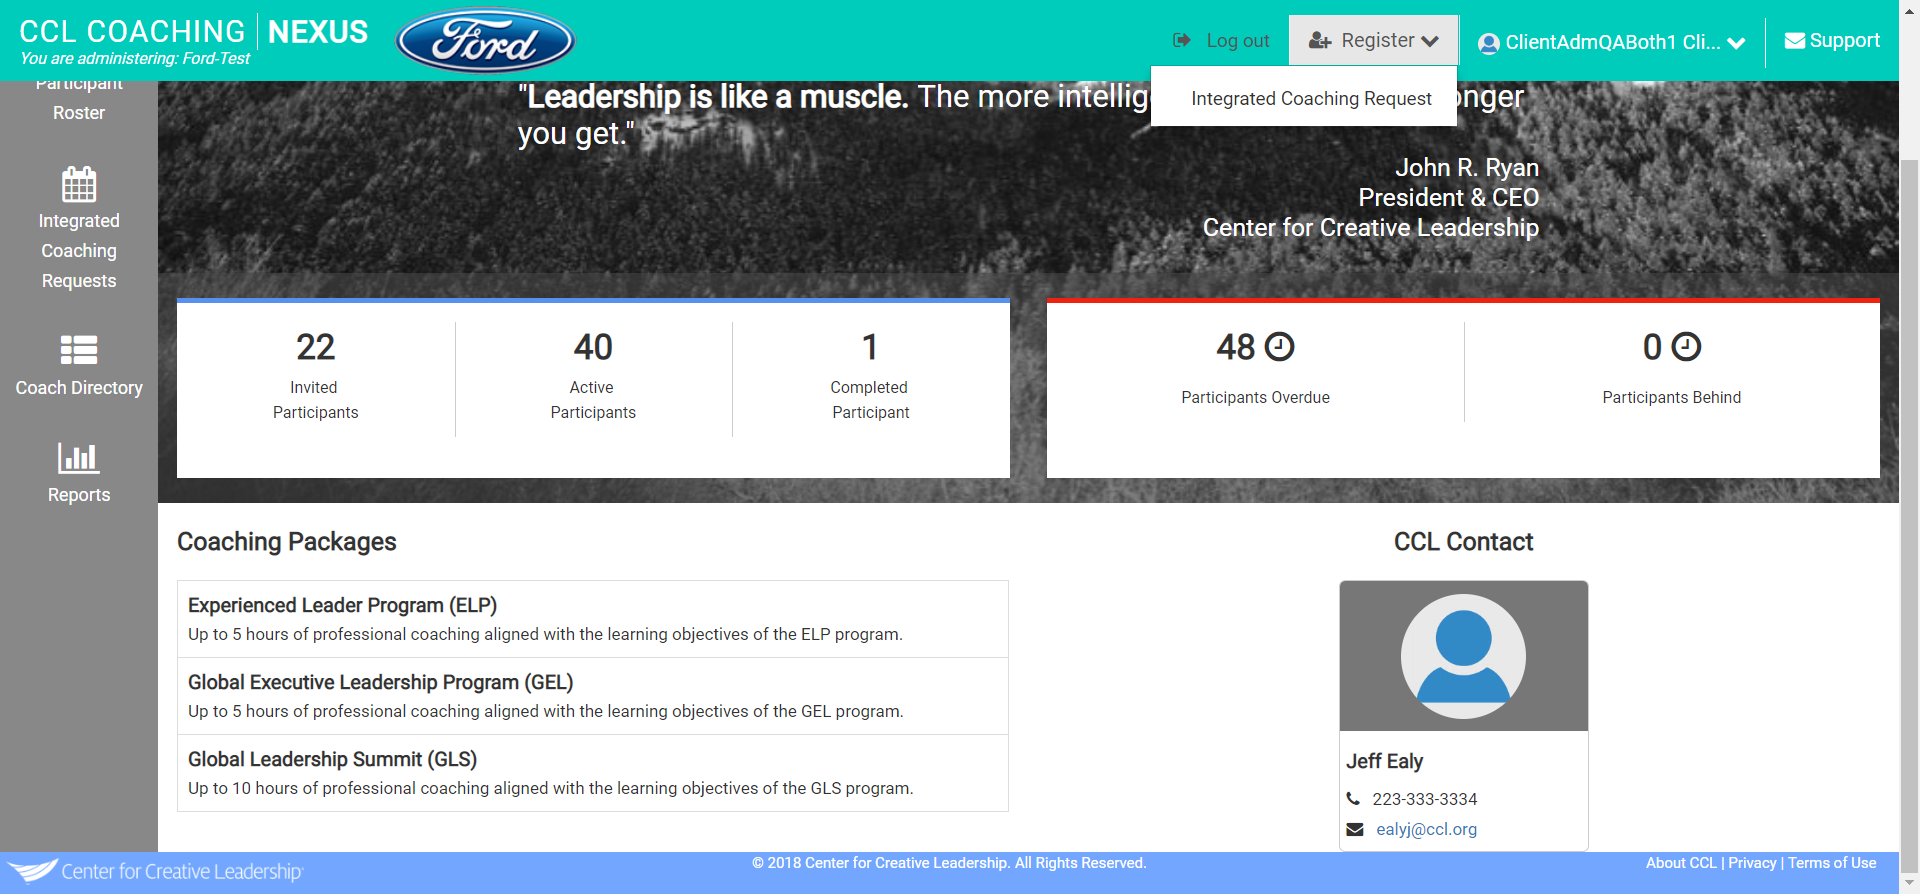 CCL COACHING | NEXUS
You are administering: Ford-Test
Ford
Log out
Register
ClientAdmQABoth1 Cli...
Support
Integrated Coaching Request
Participant
Roster
Integrated
Coaching
Requests
Coach Directory
Reports
"Leadership is like a muscle. The more onger
you get."
John R. Ryan
President & CEO
Center for Creative Leadership
22
Invited
Participants
40
Active
Participants
1
Completed
Participant
48
Participants Overdue
0
Participants Behind
Coaching Packages
Experienced Leader Program (ELP)
Up to 5 hours of professional coaching aligned with the learning objectives of the ELP program.
Global Executive Leadership Program (GEL)
Up to 5 hours of professional coaching aligned with the learning objectives of the GEL program.
Global Leadership Summit (GLS)
Up to 10 hours of professional coaching aligned with the learning objectives of the GLS program.
CCL Contact
Jeff Ealy
223-333-3334
ealyj@ccl.org
Center for Creative Leadership
© 2018 Center for Creative Leadership. All Rights Reserved.
About CCL | Privacy | Terms of Use